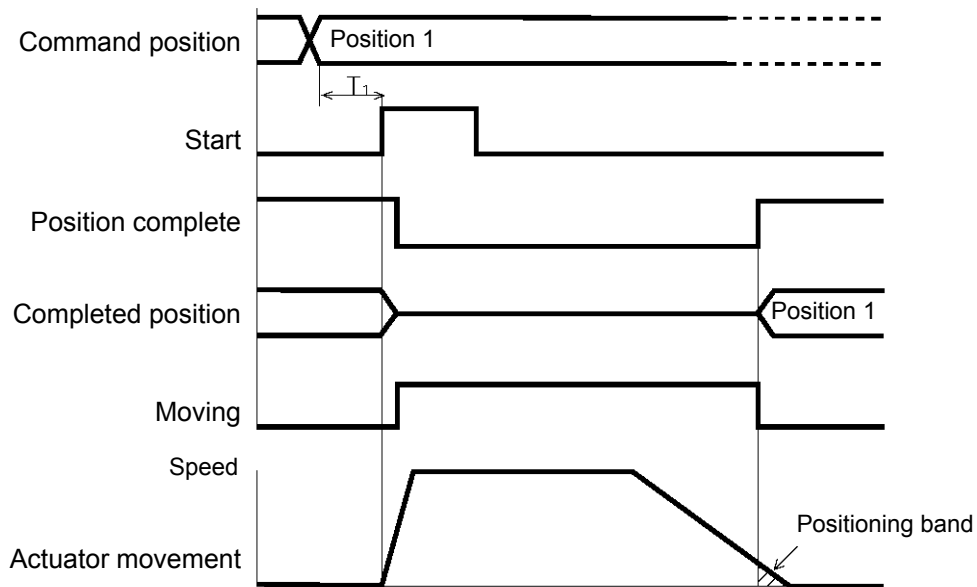 Command position
Position 1
T1
Start
Position complete
Completed position
Position 1
Moving
Speed
Positioning band
Actuator movement